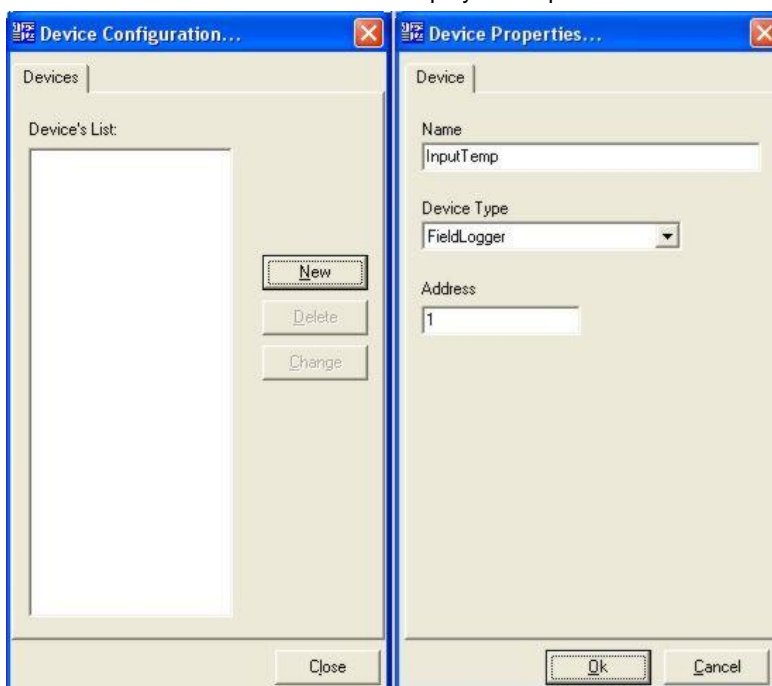 Device Configuration...
Devices
Device's List:
New
Delete
Change
Close
Device Properties...
Device
Name
InputTemp
Device Type
FieldLogger
Address
1
Ok
Cancel